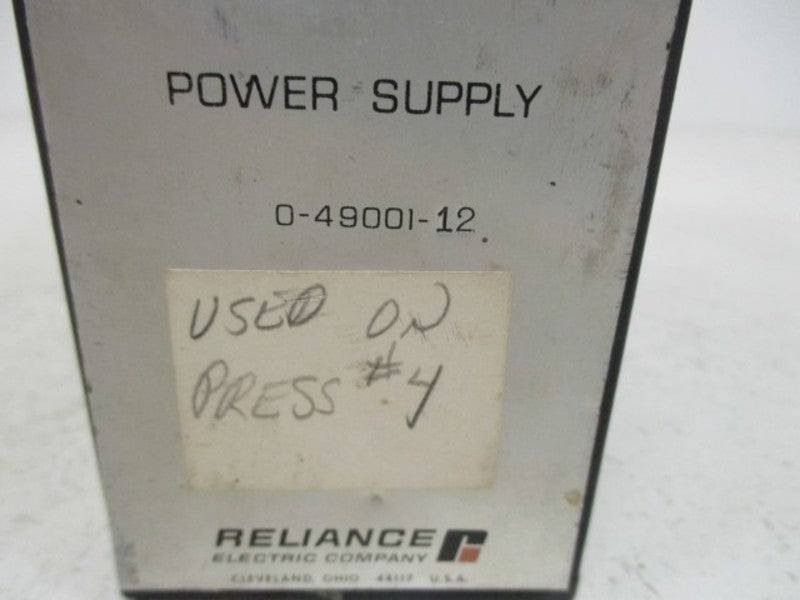 POWER SUPPLY
0-49001-12
USED ON
PRESS #4
RELIANCE
ELECTRIC COMPANY
CLEVELAND, OHIO 44117 U.S.A.